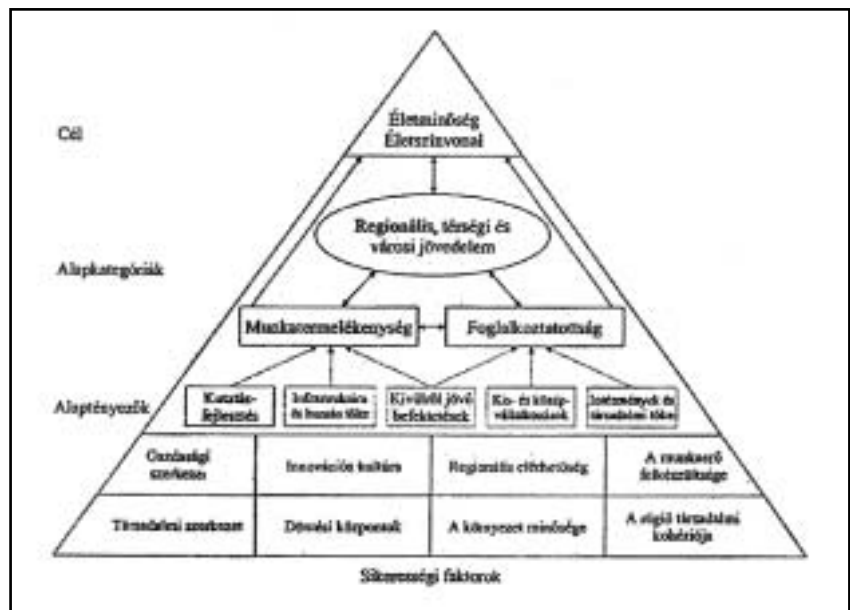 Cél
Életminőség
Életszínvonal
Alapkategóriák
Regionális, térségi és
városi jövedelem
Munkatermelékenység
Foglalkoztatottság
Alaptényezők
Kutatás-
fejlesztés
Infrastruktúra
és humán tőke
Kívülről jövő
befektetések
Kis- és közép-
vállalkozások
Intézmények és
társadalmi tőke
Gazdasági
szerkezet
Innovációs kultúra
Regionális elérhetőség
A munkaerő
felkészültsége
Társadalmi szerkezet
Döntési központok
A környezet minősége
A régió társadalmi
kohéziója
Sikerességi faktorok